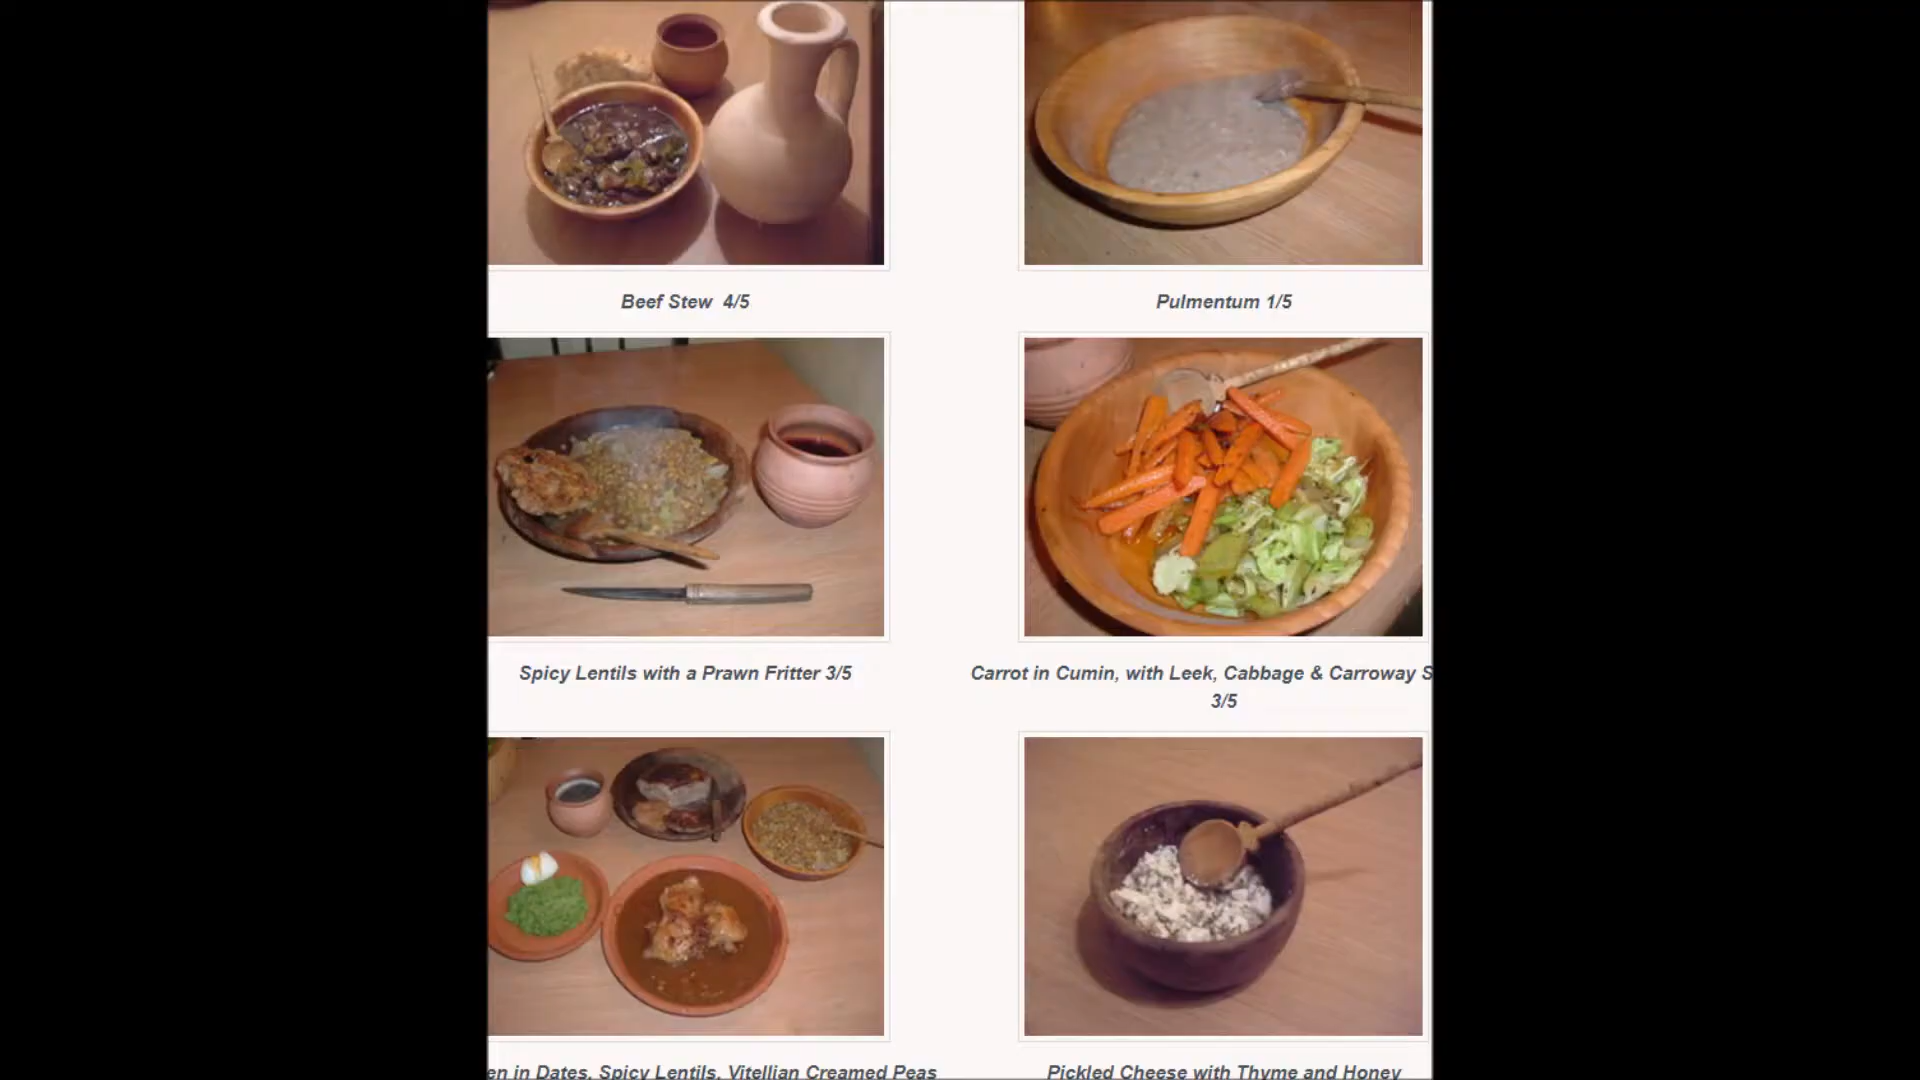 Beef Stew 4/5
Pulmentum 1/5
Spicy Lentils with a Prawn Fritter 3/5
Carrot in Cumin, with Leek, Cabbage & Carroway S
3/5
en in Dates, Spicy Lentils, Vitellian Creamed Peas
Pickled Cheese with Thyme and Honey